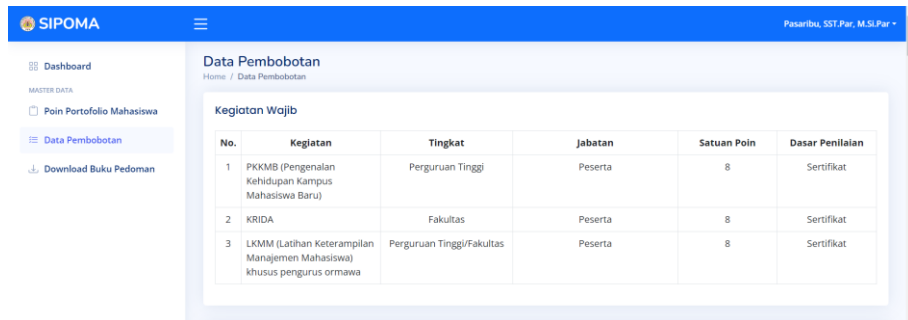 SIPOMA
Pasaribu, SST.Par, M.Si.Par
Dashboard
MASTER DATA
Poin Portofolio Mahasiswa
Data Pembobotan
Download Buku Pedoman
Data Pembobotan
Home / Data Pembobotan
Kegiatan Wajib
No. Kegiatan Tingkat Jabatan Satuan Poin Dasar Penilaian
1 PKKMB (Pengenalan Perguruan Tinggi Peserta 8 Sertifikat
Kehidupan Kampus
Mahasiswa Baru)
2 KRIDA Fakultas Peserta 8 Sertifikat
3 LKMM (Latihan Keterampilan Perguruan Tinggi/Fakultas Peserta 8 Sertifikat
Manajemen Mahasiswa)
khusus pengurus ormawa